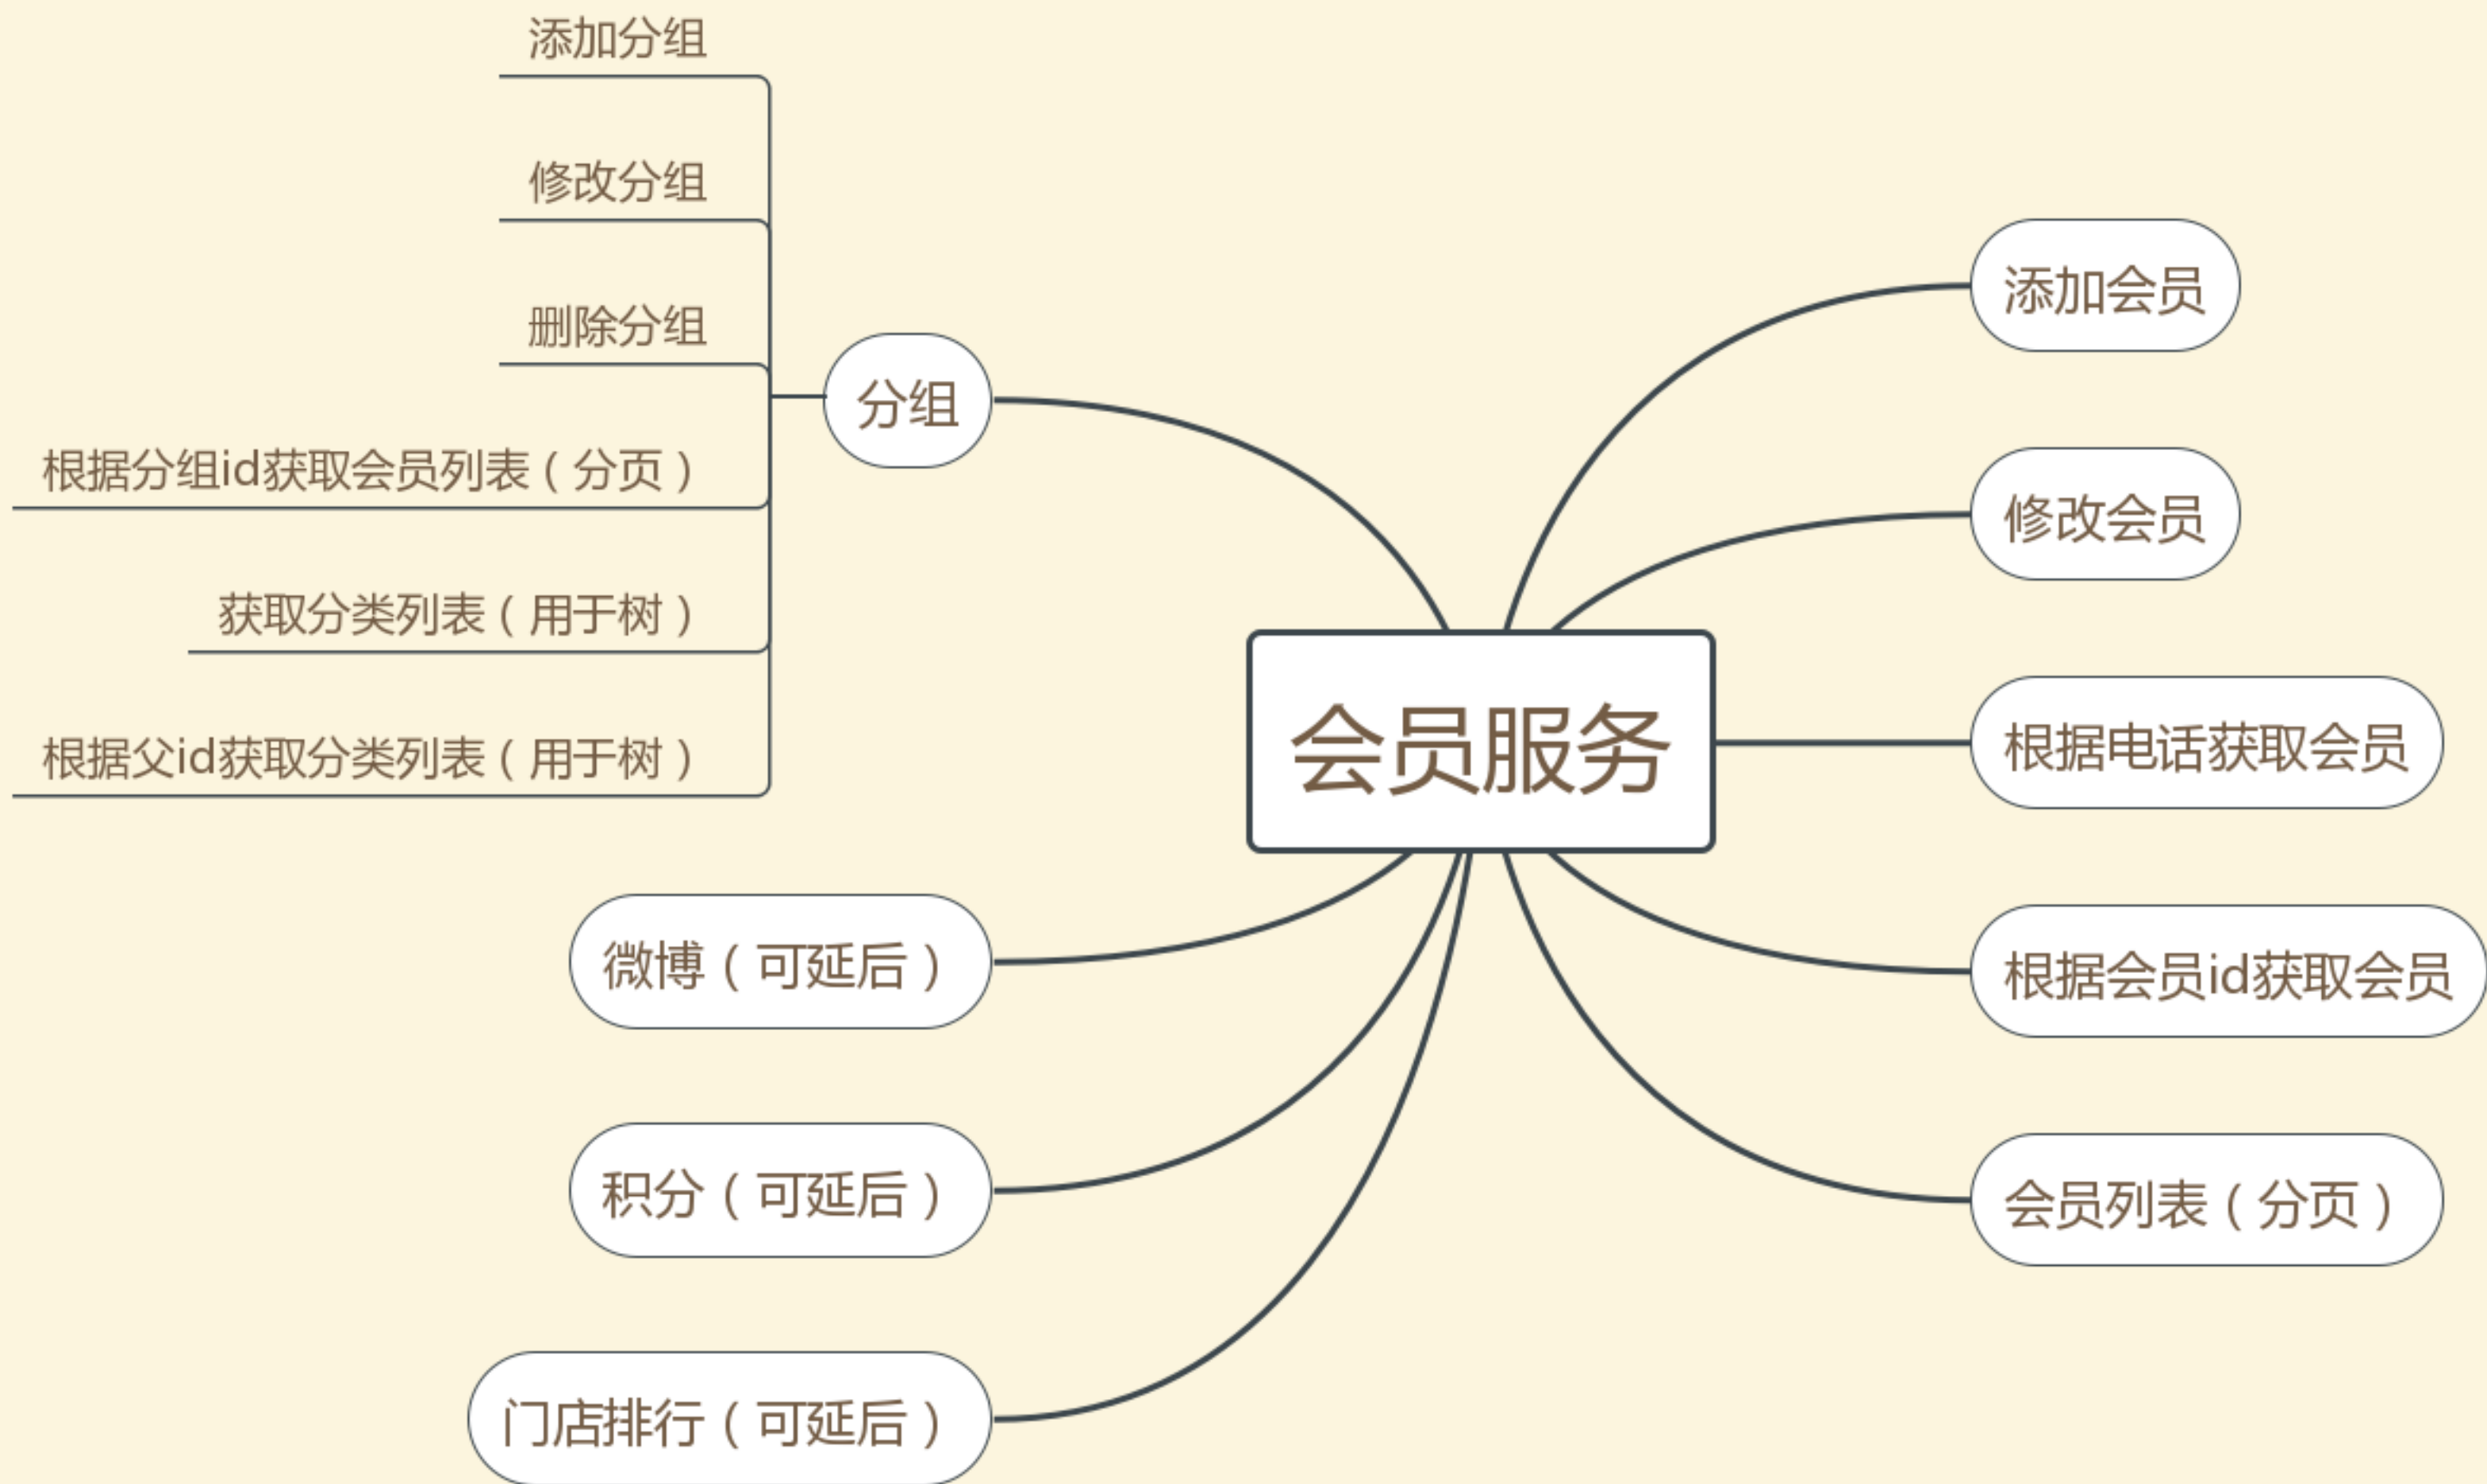 添加分组
修改分组
删除分组
根据分组id获取会员列表（分页）
获取分类列表（用于树）
根据父id获取分类列表（用于树）
分组
微博（可延后）
积分（可延后）
门店排行（可延后）
会员服务
添加会员
修改会员
根据电话获取会员
根据会员id获取会员
会员列表（分页）